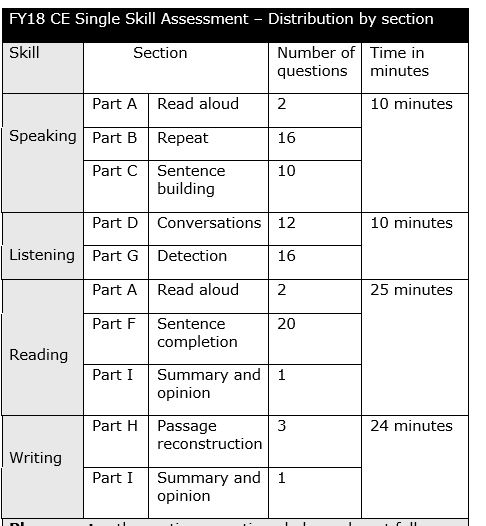 FY18 CE Single Skill Assessment – Distribution by section
Skill Section Number of questions Time in minutes
Speaking Part A Read aloud 2 10 minutes
Part B Repeat 16
Part C Sentence building 10
Listening Part D Conversations 12 10 minutes
Part G Detection 16
Reading Part A Read aloud 2 25 minutes
Part F Sentence completion 20
Part I Summary and opinion 1
Writing Part H Passage reconstruction 3 24 minutes
Part I Summary and opinion 1